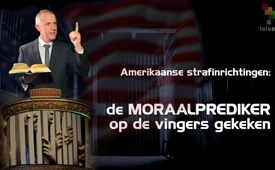 Amerikaanse strafinrichtingen:
de MORAALPREDIKER
op de vingers gekeken